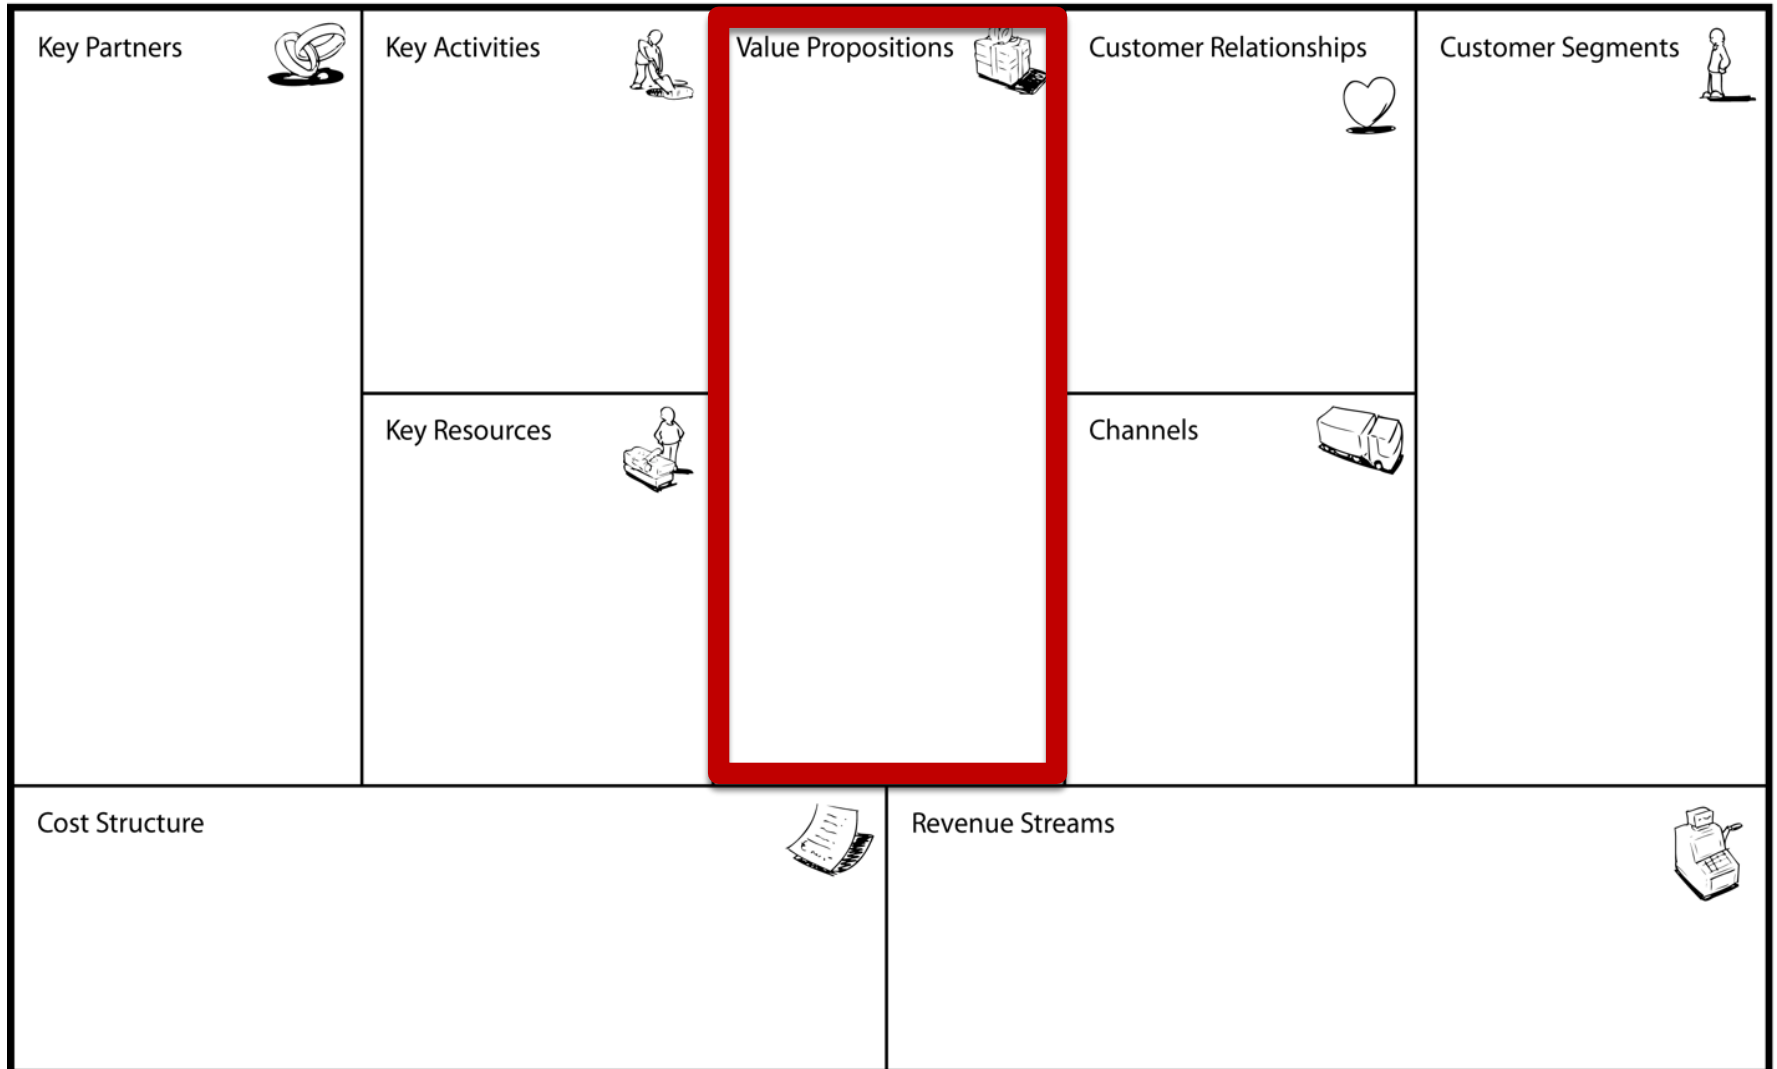 Key Partners
Key Activities
Value Propositions
Customer Relationships
Customer Segments
Key Resources
Channels
Cost Structure
Revenue Streams